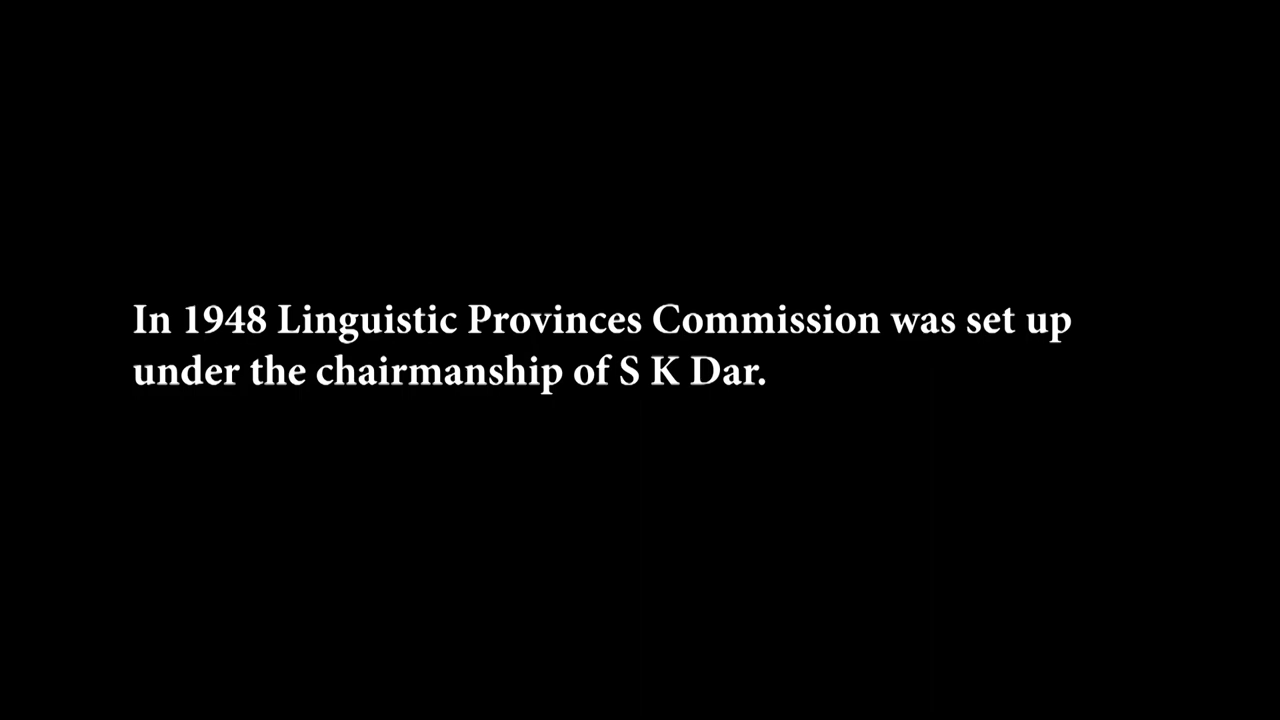 In 1948 Linguistic Provinces Commission was set up
under the chairmanship of S K Dar.